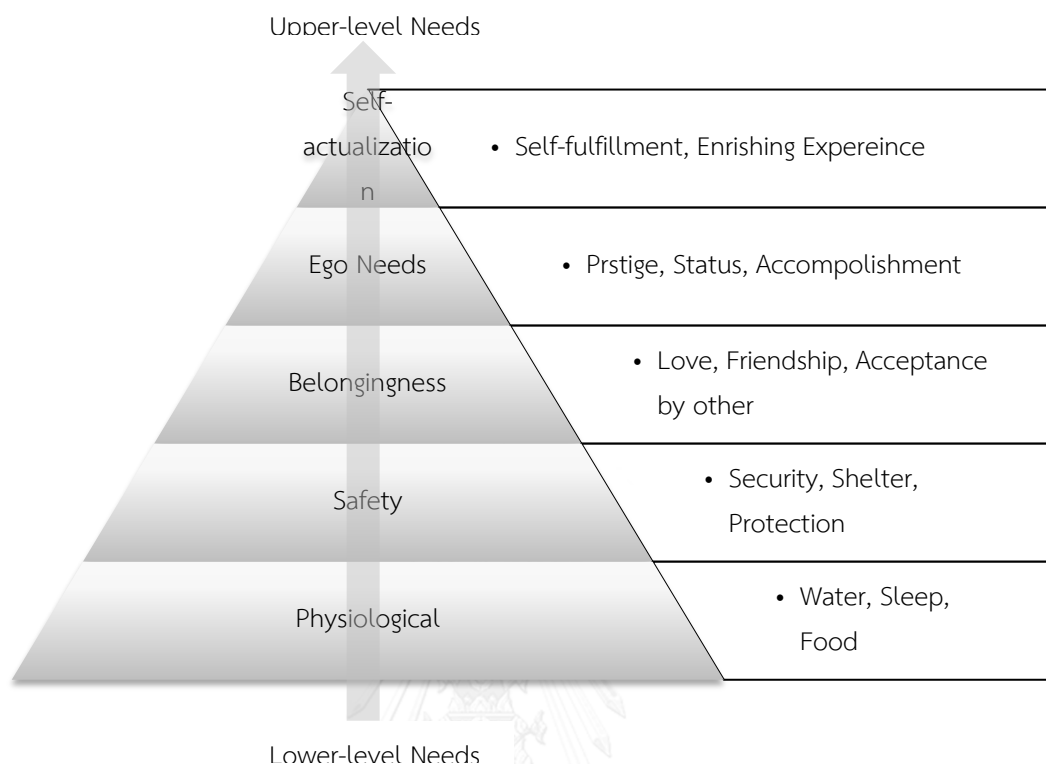 Upper-level Needs
Self-
actualizatio
n
• Self-fulfillment, Enrishing Expereince
Ego Needs
• Prstige, Status, Accompolishment
Belongingness
• Love, Friendship, Acceptance
by other
Safety
• Security, Shelter,
Protection
Physiological
• Water, Sleep,
Food
Lower-level Needs